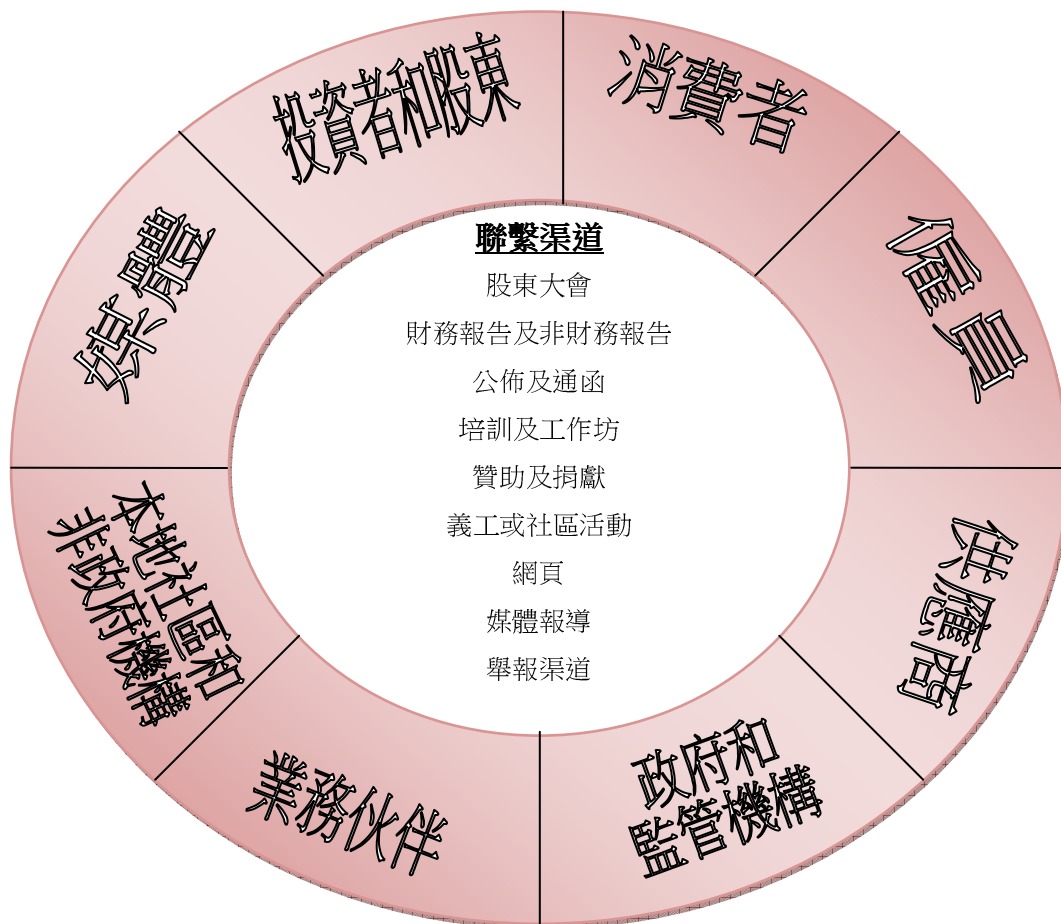 投資者和股東
消費者
僱員
供應商
政府和
監管機構
業務伙伴
本地社區和
非政府機構
媒體
聯繫渠道
股東大會
財務報告及非財務報告
公佈及通函
培訓及工作坊
贊助及捐獻
義工或社區活動
網頁
媒體報導
舉報渠道